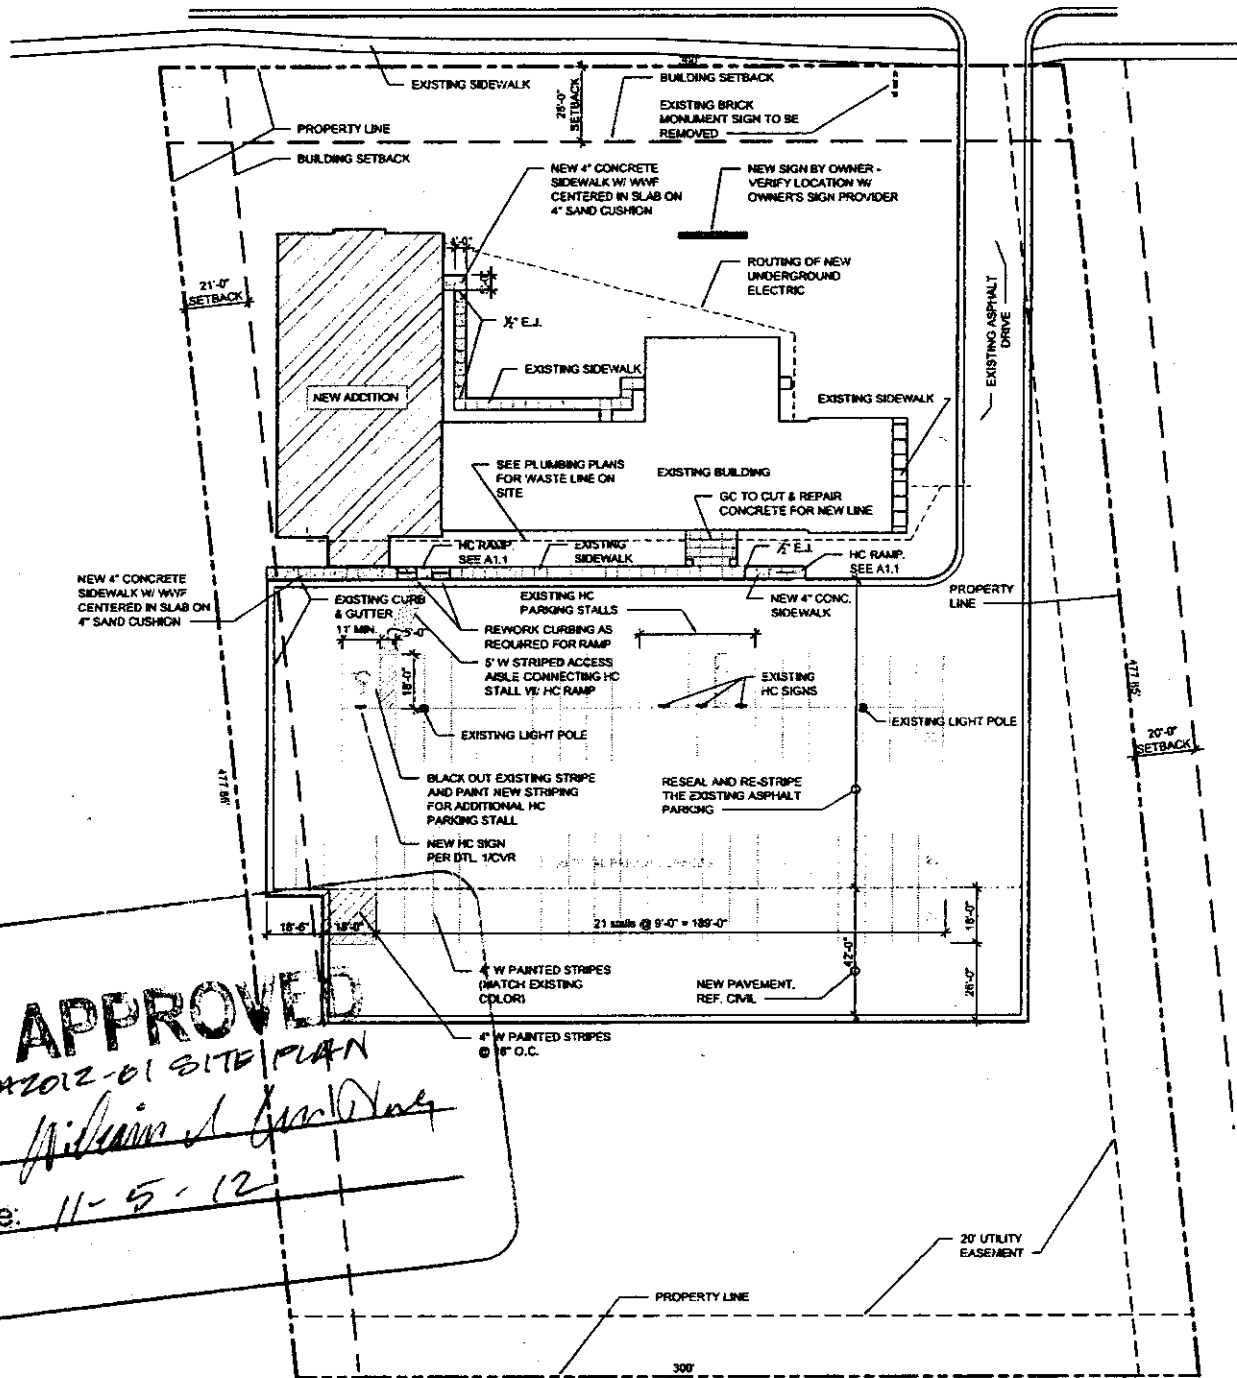 EXISTING SIDEWALK
300'
BUILDING SETBACK
25'-0"
SETBACK
EXISTING BRICK
MONUMENT SIGN TO BE
REMOVED
PROPERTY LINE
BUILDING SETBACK
NEW 4" CONCRETE
SIDEWALK W/ WWF
CENTERED IN SLAB ON
4" SAND CUSHION
NEW SIGN BY OWNER -
VERIFY LOCATION W/
OWNER'S SIGN PROVIDER
ROUTING OF NEW
UNDERGROUND
ELECTRIC
21'-0"
SETBACK
½" E.J.
EXISTING ASPHALT
DRIVE
EXISTING SIDEWALK
NEW ADDITION
EXISTING SIDEWALK
SEE PLUMBING PLANS
FOR WASTE LINE ON
SITE
EXISTING BUILDING
GC TO CUT & REPAIR
CONCRETE FOR NEW LINE
HC RAMP.
SEE A1.1
EXISTING
SIDEWALK
½" E.J.
HC RAMP.
SEE A1.1
NEW 4" CONCRETE
SIDEWALK W/ WWF
CENTERED IN SLAB ON
4" SAND CUSHION
EXISTING CURB
& GUTTER
11' MIN.
5'-0"
EXISTING HC
PARKING STALLS
NEW 4" CONC.
SIDEWALK
PROPERTY
LINE
REWORK CURBING AS
REQUIRED FOR RAMP
5' W STRIPED ACCESS
AISLE CONNECTING HC
STALL W/ HC RAMP
18'-0"
EXISTING
HC SIGNS
477.85'
EXISTING LIGHT POLE
EXISTING LIGHT POLE
20'-0"
SETBACK
477.85'
BLACK OUT EXISTING STRIPE
AND PAINT NEW STRIPING
FOR ADDITIONAL HC
PARKING STALL
RESEAL AND RE-STRIPE
THE EXISTING ASPHALT
PARKING
NEW HC SIGN
PER DTL. 1/CVR
18'-6"
18'-0"
21 stalls @ 9'-0" = 189'-0"
18'-0"
42'-0"
4" W PAINTED STRIPES
(MATCH EXISTING
COLOR)
NEW PAVEMENT.
REF. CIVIL
4" W PAINTED STRIPES
O.C.
APPROVED
2012-01 SITE PLAN
William
11-5-12
20' UTILITY
EASEMENT
PROPERTY LINE
300'